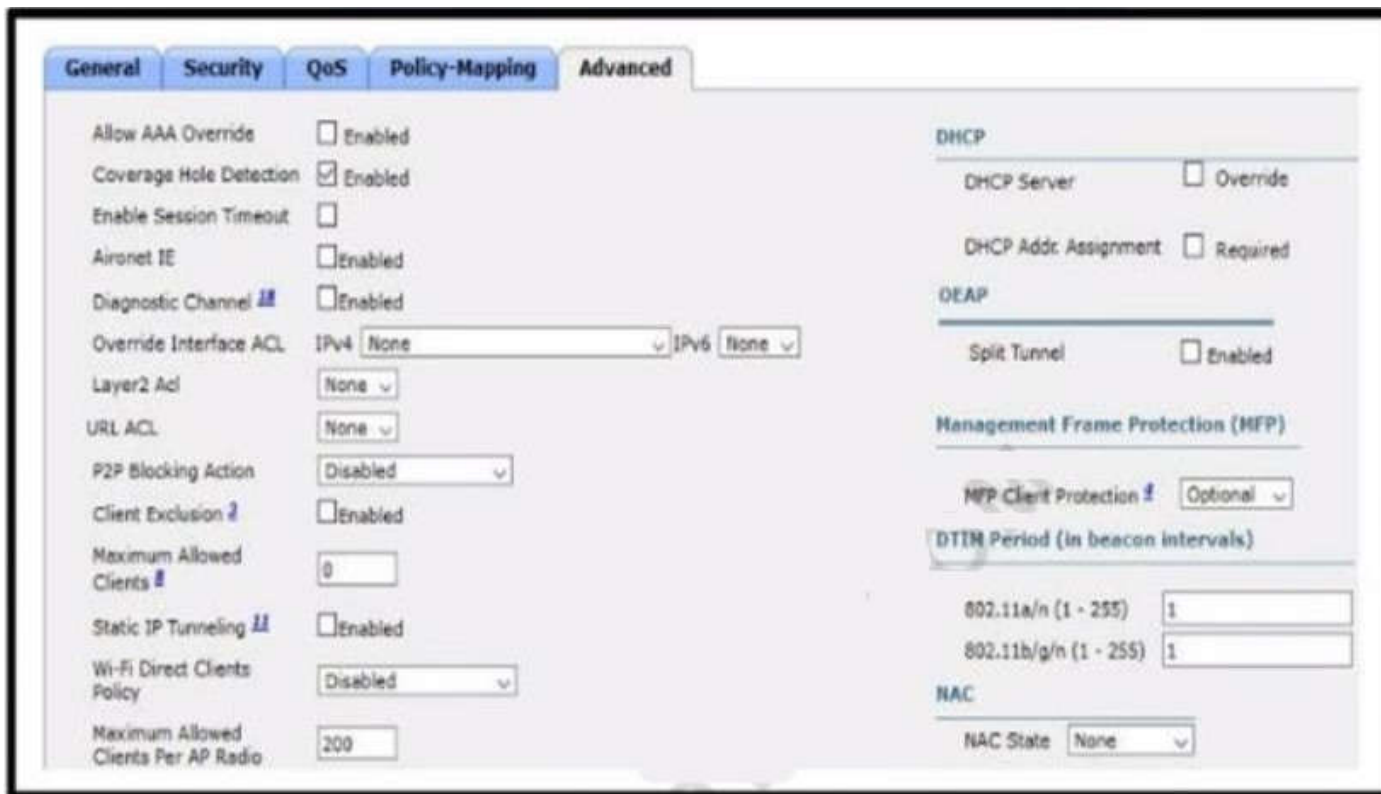 General Security QoS Policy-Mapping Advanced
Allow AAA Override Enabled
Coverage Hole Detection Enabled
Enable Session Timeout
Aironet IE Enabled
Diagnostic Channel 18 Enabled
Override Interface ACL IPv4 None IPv6 None
Layer2 Acl None
URL ACL None
P2P Blocking Action Disabled
Client Exclusion 3 Enabled
Maximum Allowed
Clients 8 0
Static IP Tunneling 11 Enabled
Wi-Fi Direct Clients
Policy Disabled
Maximum Allowed
Clients Per AP Radio 200
DHCP
DHCP Server Override
DHCP Addr. Assignment Required
OEAP
Split Tunnel Enabled
Management Frame Protection (MFP)
MFP Client Protection 4 Optional
DTIM Period (in beacon intervals)
802.11a/n (1 - 255) 1
802.11b/g/n (1 - 255) 1
NAC
NAC State None